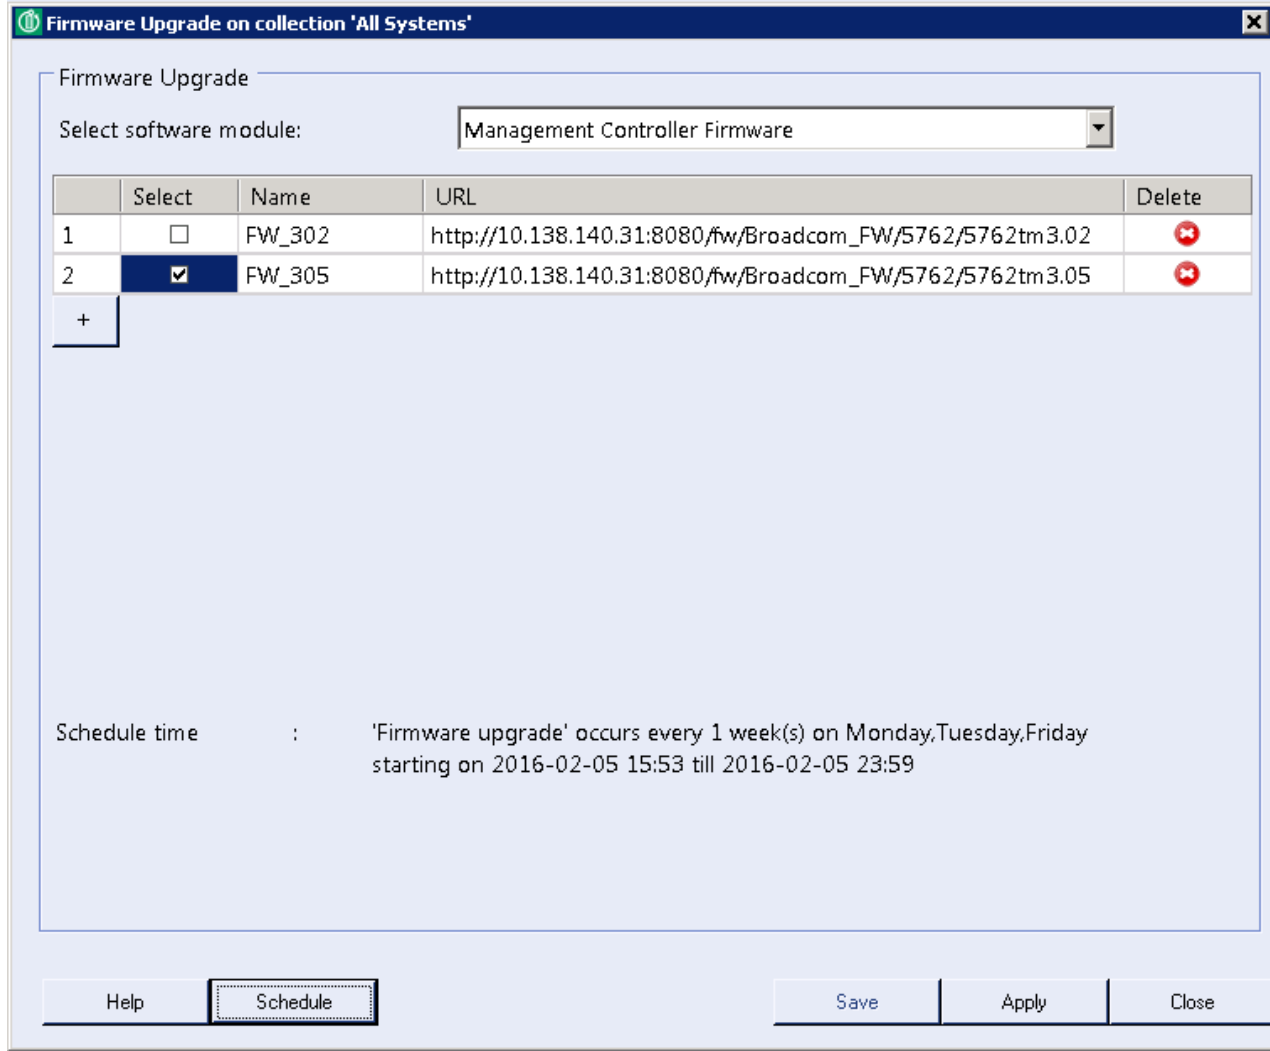 Firmware Upgrade on collection 'All Systems'
Firmware Upgrade
Select software module: Management Controller Firmware
Select Name URL Delete
1 FW_302 http://10.138.140.31:8080/fw/Broadcom_FW/5762/5762tm3.02
2 FW_305 http://10.138.140.31:8080/fw/Broadcom_FW/5762/5762tm3.05
+
Schedule time : 'Firmware upgrade' occurs every 1 week(s) on Monday,Tuesday,Friday
starting on 2016-02-05 15:53 till 2016-02-05 23:59
Help Schedule Save Apply Close